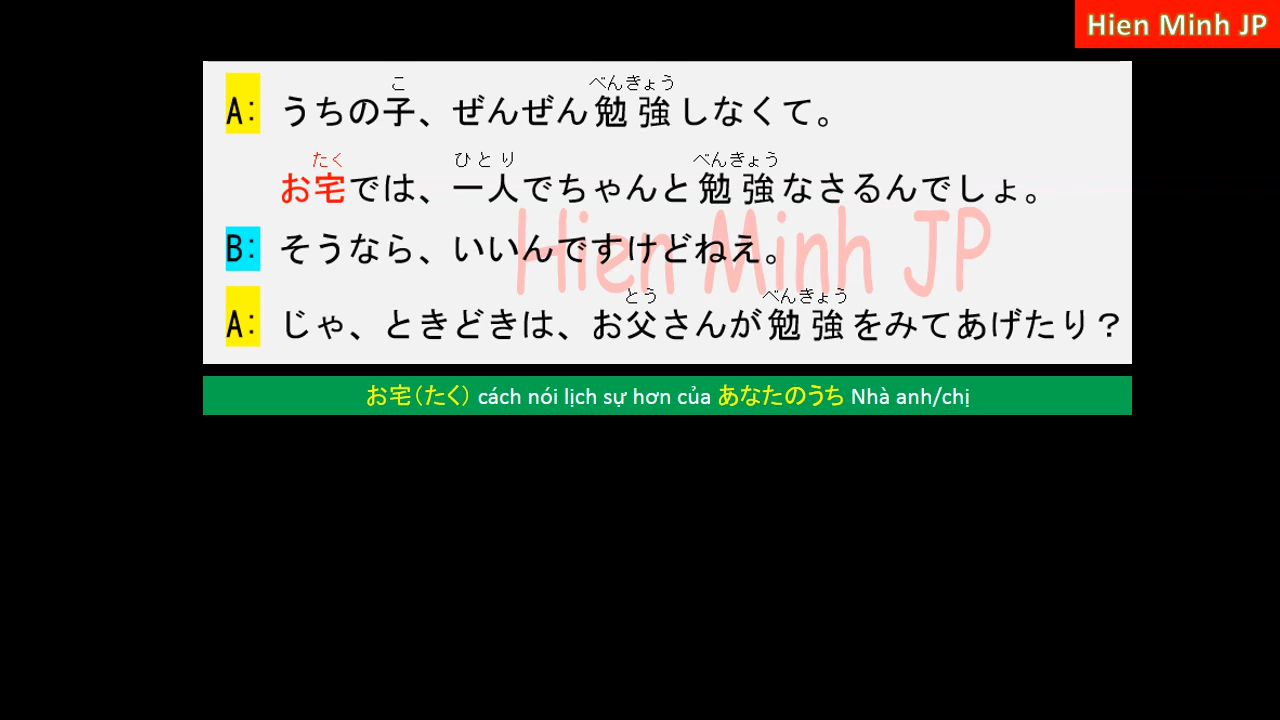 Hien Minh JP
A: うちの子、ぜんぜん勉強しなくて。
お宅では、一人でちゃんと勉強なさるんでしょ。
B: そうなら、いいんですけどねえ。
A: じゃ、ときどきは、お父さんが勉強をみてあげたり？
お宅（たく） cách nói lịch sự hơn của あなたのうち Nhà anh/chị